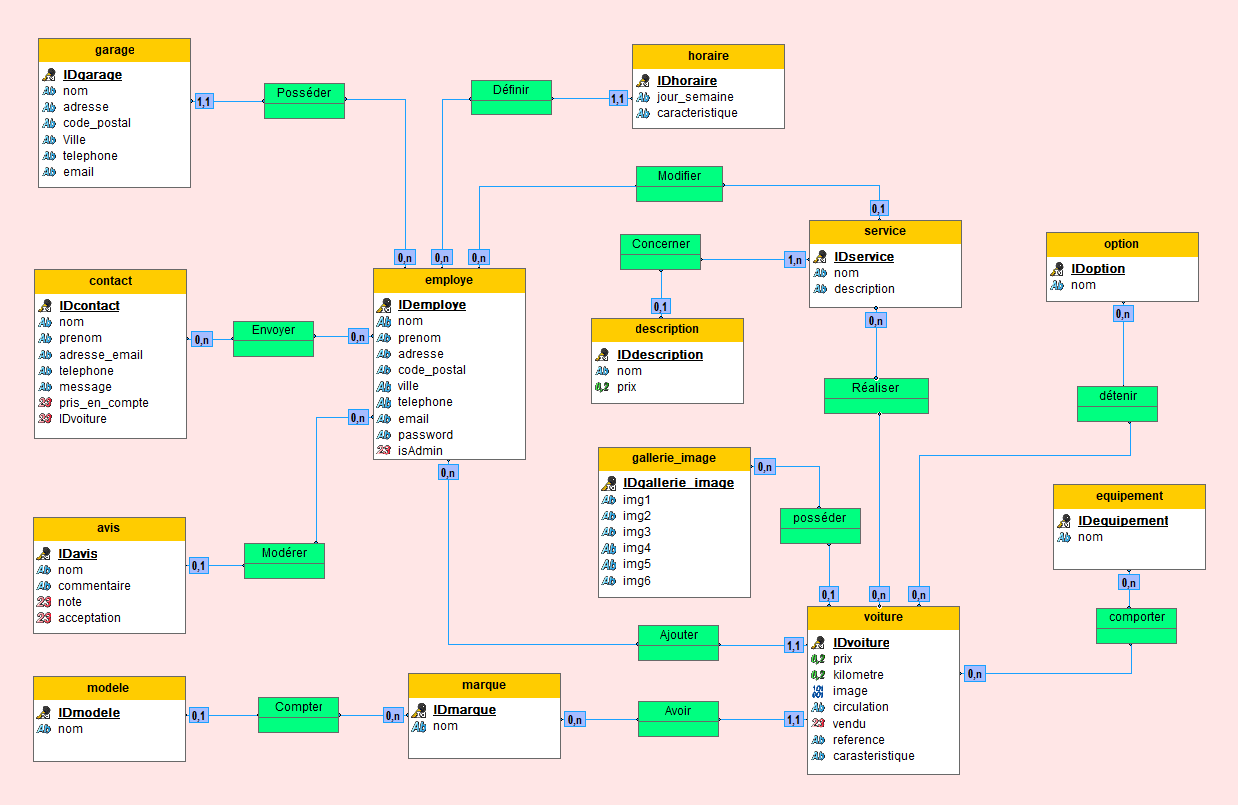 garage
IDgarage
nom
adresse
code_postal
Ville
telephone
email
1,1
Posséder
0,n
Définir
0,n
1,1
horaire
IDhoraire
jour_semaine
caracteristique
Modifier
0,n
0,1
service
IDservice
nom
description
Concerner
1,n
0,1
description
IDdescription
nom
prix
option
IDoption
nom
0,n
détenir
0,n
contact
IDcontact
nom
prenom
adresse_email
telephone
message
pris_en_compte
IDvoiture
0,n
Envoyer
0,n
employe
IDemploye
nom
prenom
adresse
code_postal
ville
telephone
email
password
isAdmin
0,n
Réaliser
0,n
0,n
0,n
avis
IDavis
nom
commentaire
note
acceptation
0,1
Modérer
gallerie_image
IDgallerie_image
img1
img2
img3
img4
img5
img6
0,n
posséder
0,1
equipement
IDequipement
nom
0,n
comporter
0,n
Ajouter
1,1
voiture
IDvoiture
prix
kilometre
image
circulation
vendu
reference
carasteristique
modele
IDmodele
nom
0,1
Compter
0,n
marque
IDmarque
nom
0,n
Avoir
1,1